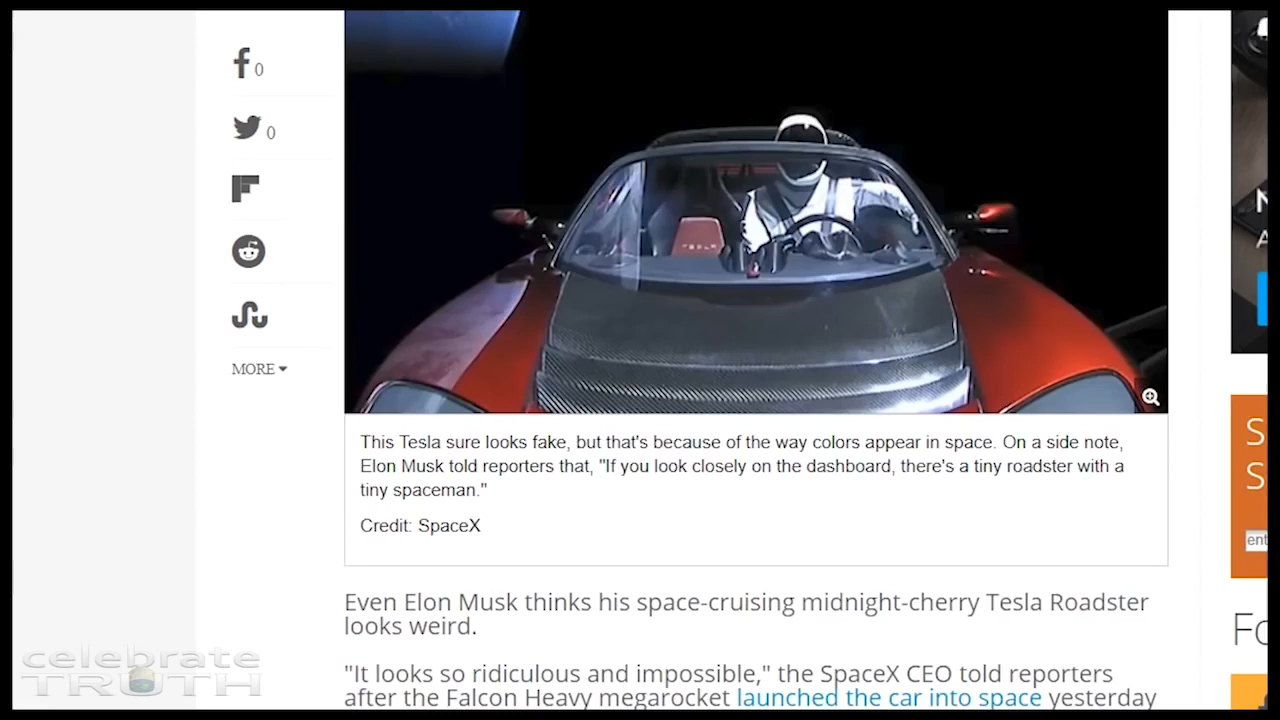 0
0
MORE
TESLA
This Tesla sure looks fake, but that's because of the way colors appear in space. On a side note,
Elon Musk told reporters that, "If you look closely on the dashboard, there's a tiny roadster with a
tiny spaceman."
Credit: SpaceX
Even Elon Musk thinks his space-cruising midnight-cherry Tesla Roadster
looks weird.
"It looks so ridiculous and impossible," the SpaceX CEO told reporters
after the Falcon Heavy megarocket launched the car into space yesterday
N
A
S
S
ent
Fo
celebrate
TRUTH